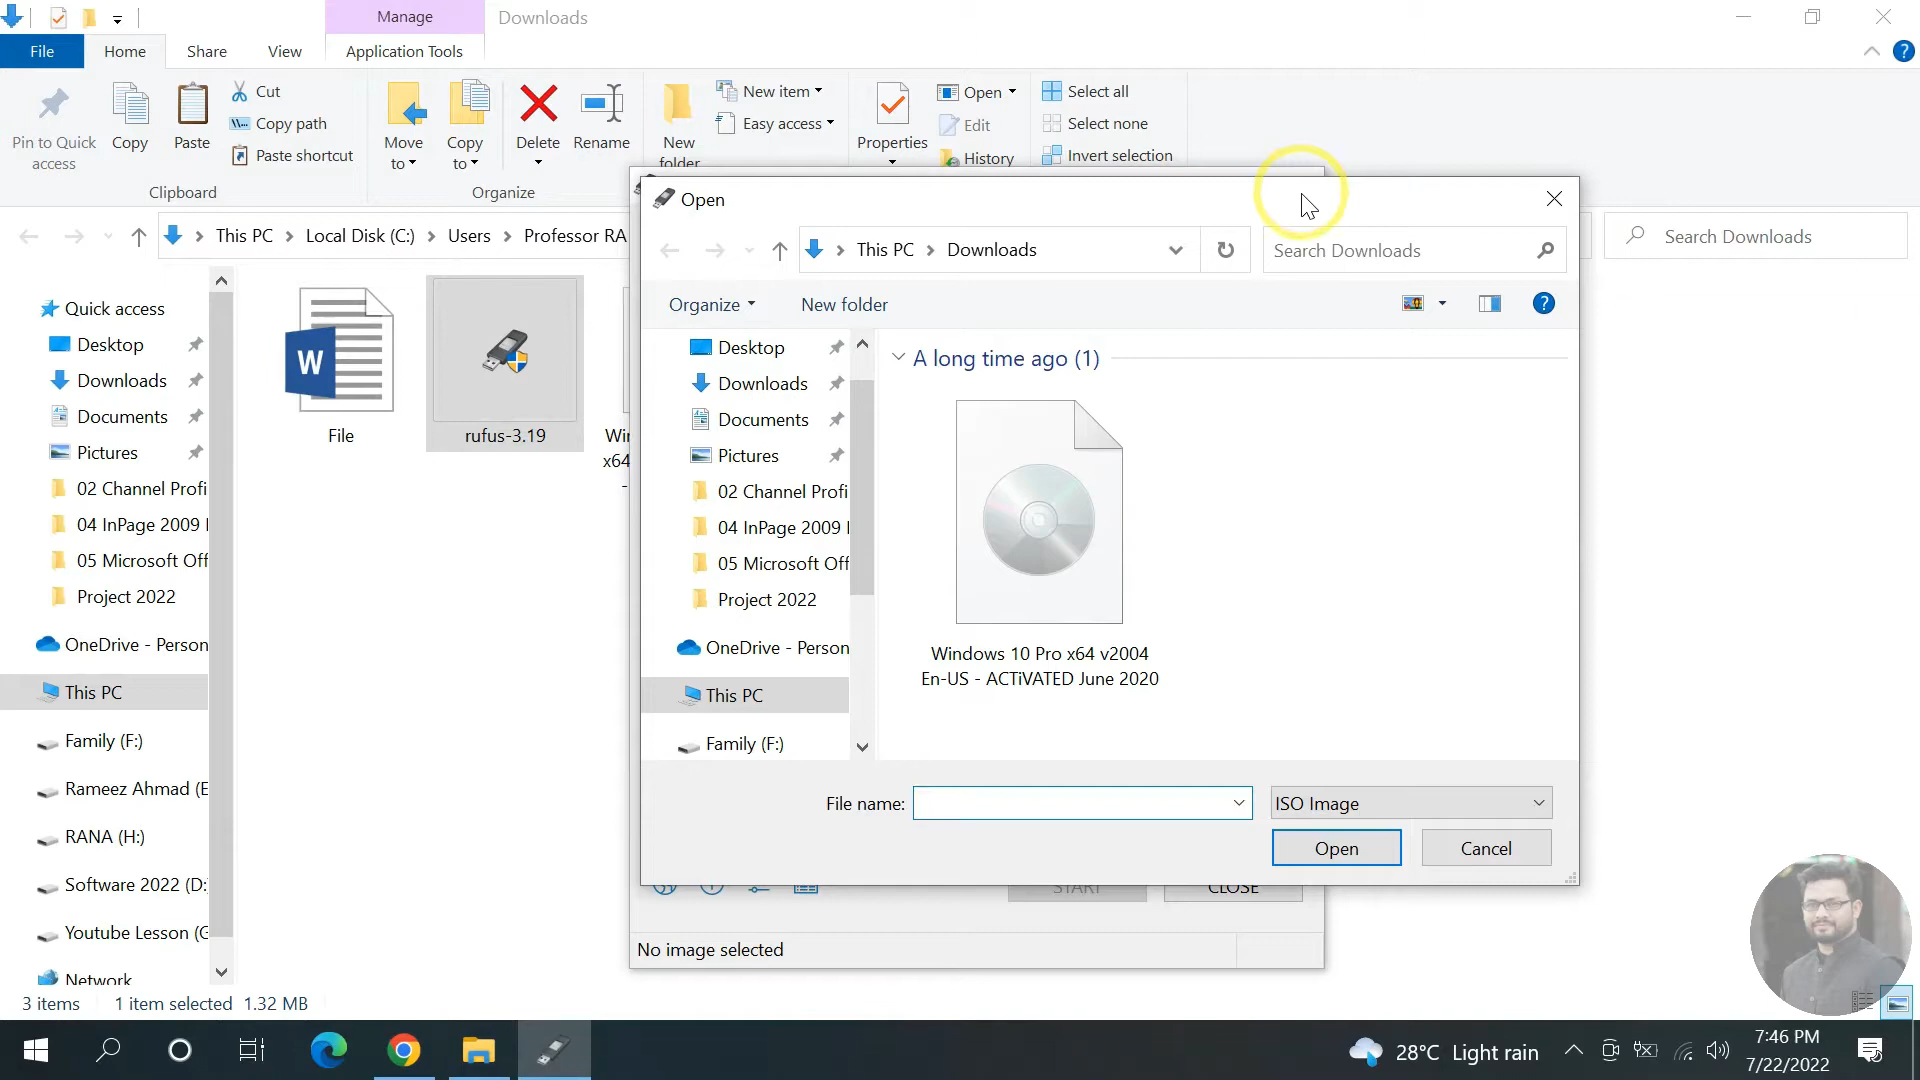 Manage
Downloads
File
Home
Share
View
Application Tools
Pin to Quick
access
Copy
Paste
Cut
Copy path
Paste shortcut
Move
to
Copy
to
Delete
Rename
New
folder
New item
Easy access
Properties
Open
Edit
History
Select all
Select none
Invert selection
Clipboard
Organize
This PC
Local Disk (C:)
Users
Professor RA
Search Downloads
Quick access
Desktop
Downloads
Documents
Pictures
02 Channel Profi
04 InPage 2009
05 Microsoft Off
Project 2022
OneDrive - Person
This PC
Family (F:)
Rameez Ahmad (E
RANA (H:)
Software 2022 (D:
Youtube Lesson (G
Network
W
File
rufus-3.19
Wi
x64
-
Open
This PC
Downloads
Search Downloads
Organize
New folder
Desktop
Downloads
Documents
Pictures
02 Channel Profi
04 InPage 2009
05 Microsoft Off
Project 2022
OneDrive - Person
This PC
Family (F:)
A long time ago (1)
Windows 10 Pro x64 v2004
En-US - ACTiVATED June 2020
File name:
ISO Image
Open
Cancel
START
CLOSE
No image selected
3 items
1 item selected 1.32 MB
28°C Light rain
7:46 PM
7/22/2022